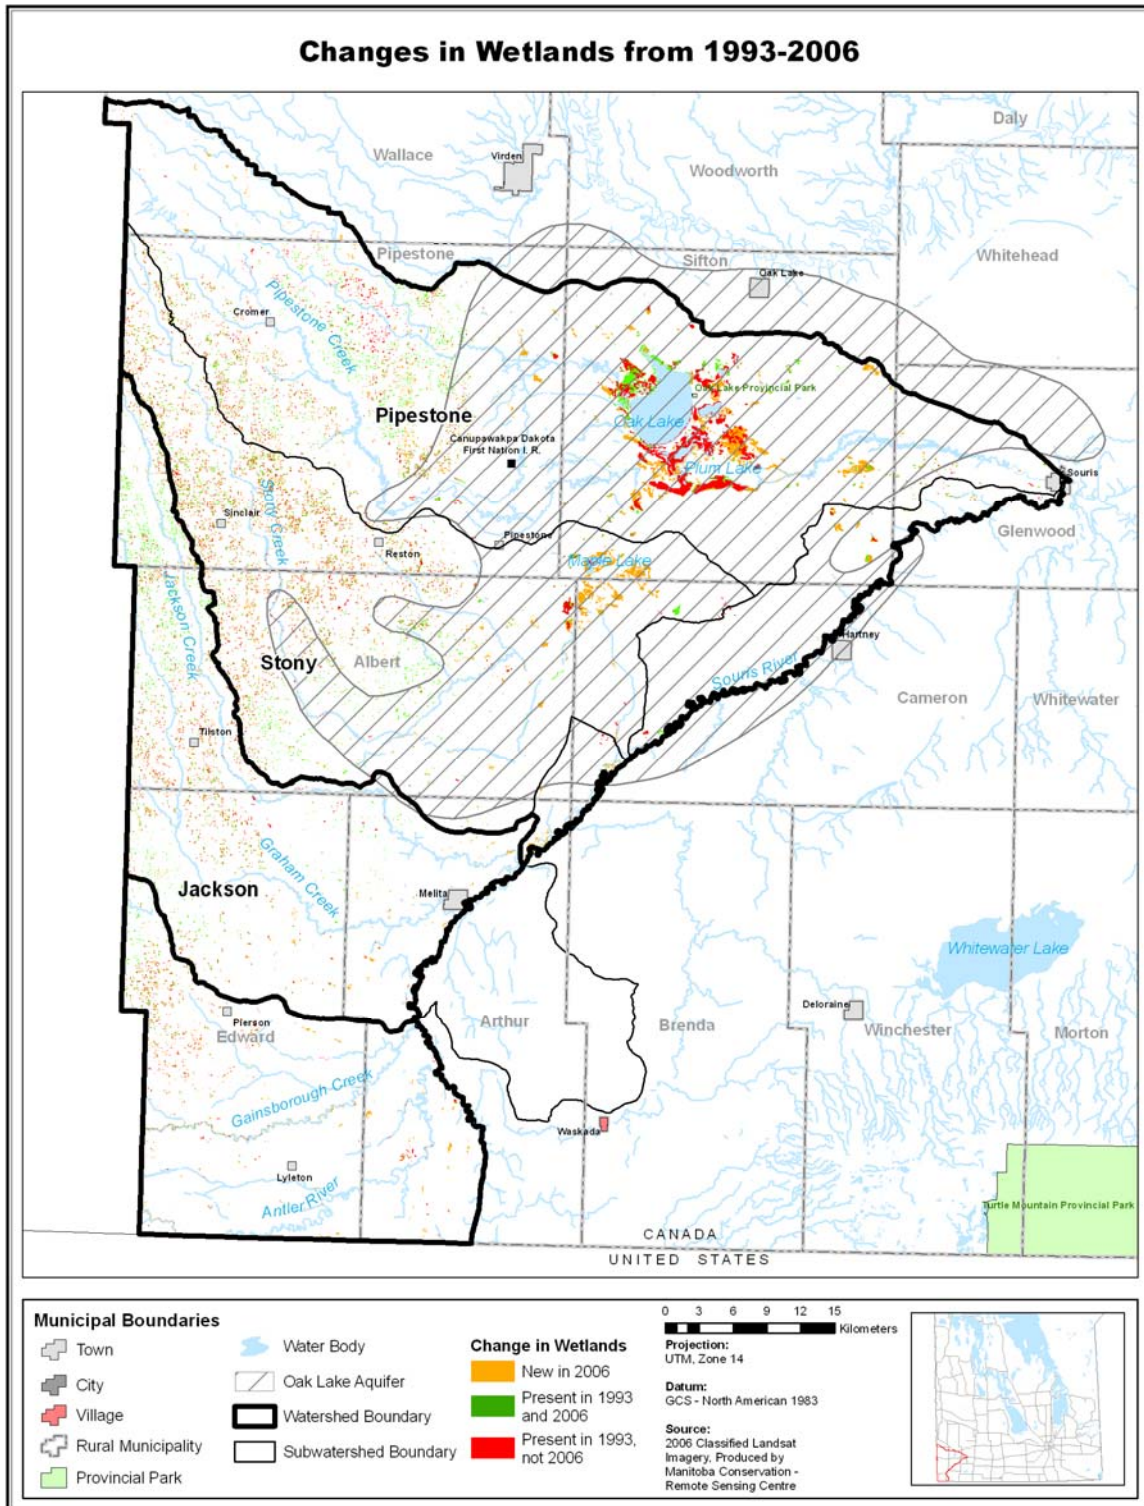 Changes in Wetlands from 1993-2006
Daly
Wallace
Virden
Woodworth
Pipestone
Sifton
Whitehead
Oak Lake
Pipestone Creek
Cromer
Oak Lake Provincial Park
Pipestone
Oak Lake
Canupawakpa Dakota
First Nation I. R.
Plum Lake
Souris
Stony Creek
Sinclair
Glenwood
Pipestone
Reston
Maple Lake
Jackson Creek
Hartney
Stony
Albert
Souris River
Cameron
Whitewater
Tilston
Graham Creek
Jackson
Melita
Whitewater Lake
Deloraine
Pierson
Edward
Arthur
Brenda
Winchester
Morton
Gainsborough Creek
Waskada
Lyleton
Antler River
Turtle Mountain Provincial Park
CANADA
UNITED STATES
Municipal Boundaries
Town
City
Village
Rural Municipality
Provincial Park
Water Body
Oak Lake Aquifer
Watershed Boundary
Subwatershed Boundary
Change in Wetlands
New in 2006
Present in 1993
and 2006
Present in 1993,
not 2006
0 3 6 9 12 15
Kilometers
Projection:
UTM, Zone 14
Datum:
GCS - North American 1983
Source:
2006 Classified Landsat
Imagery, Produced by
Manitoba Conservation -
Remote Sensing Centre